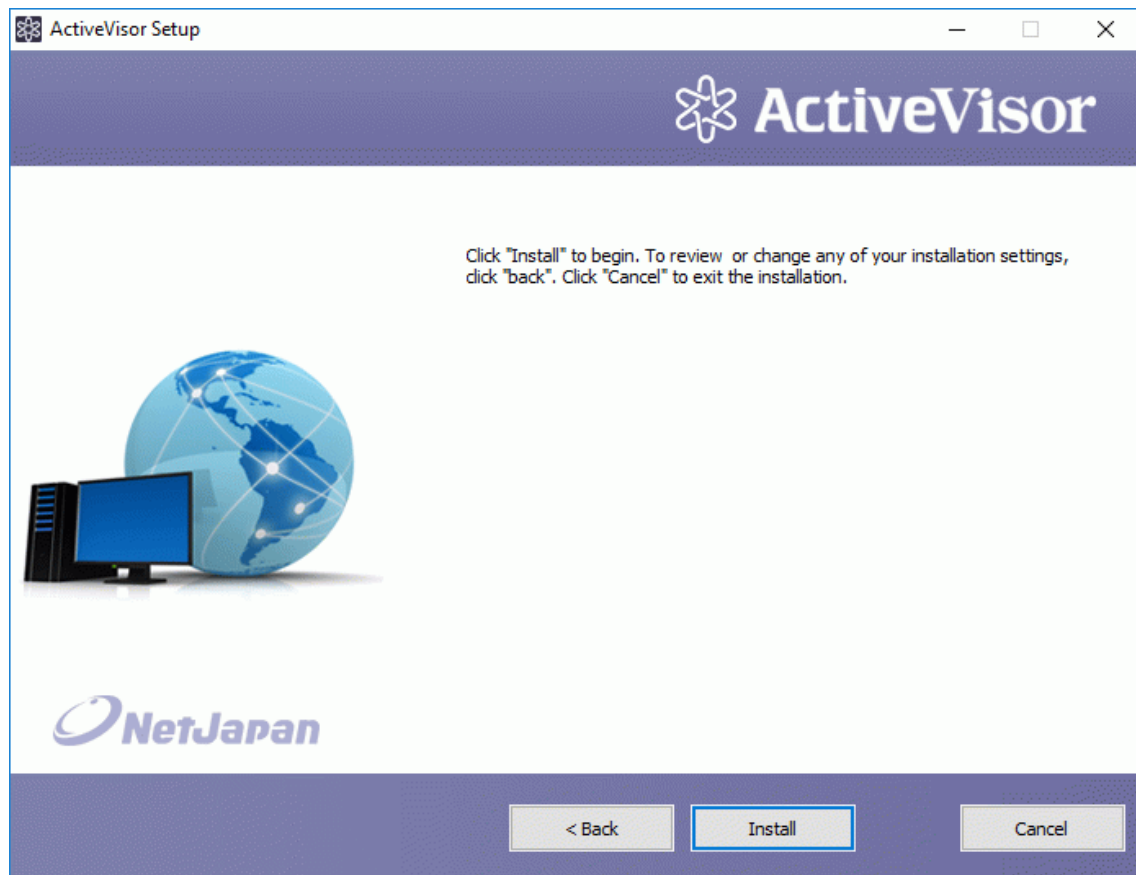 ActiveVisor Setup
ActiveVisor
Click "Install" to begin. To review  or change any of your installation settings,
click "back". Click "Cancel" to exit the installation.
NetJapan
< Back
Install
Cancel